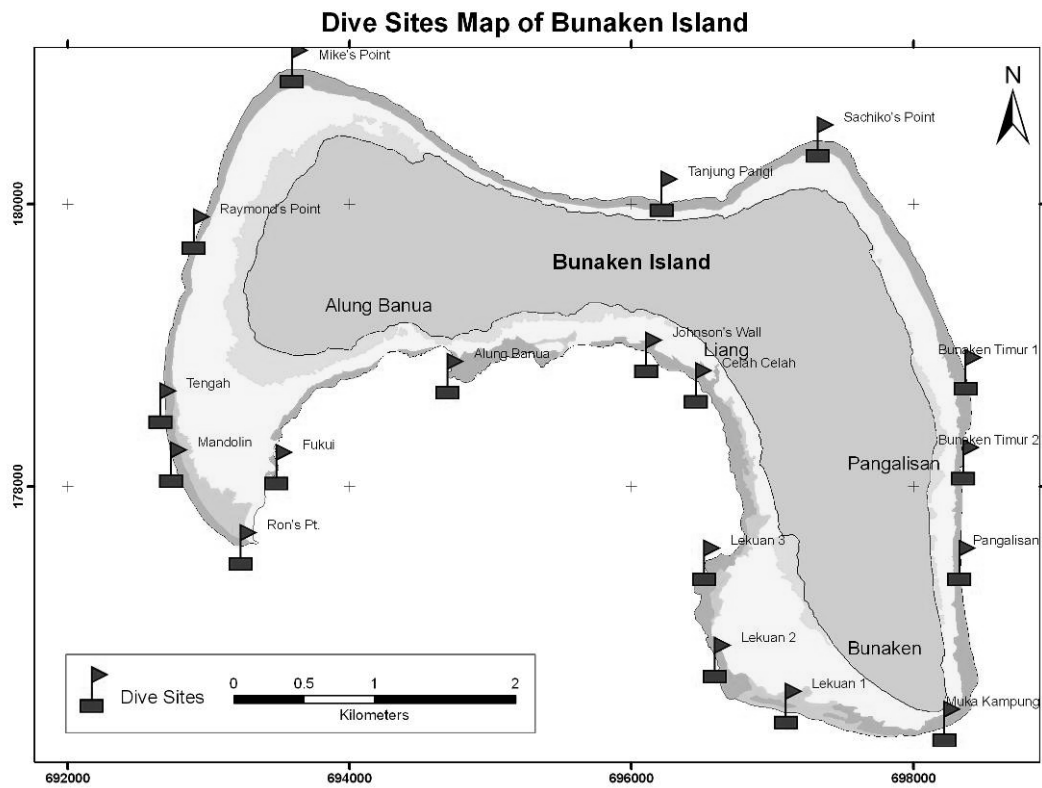 Dive Sites Map of Bunaken Island
Mike's Point
N
Sachiko's Point
Tanjung Parigi
180000
180000
Raymond's Point
Bunaken Island
Alung Banua
Johnson's Wall
Liang
Alung Banua
Celah Celah
Bunaken Timur 1
Tengah
Mandolin
Fukui
Bunaken Timur 2
Pangalisan
178000
178000
Ron's Pt.
Lekuan 3
Pangalisan
Lekuan 2
Bunaken
Lekuan 1
Muka Kampung
Dive Sites
0 0.5 1 2
Kilometers
692000 694000 696000 698000